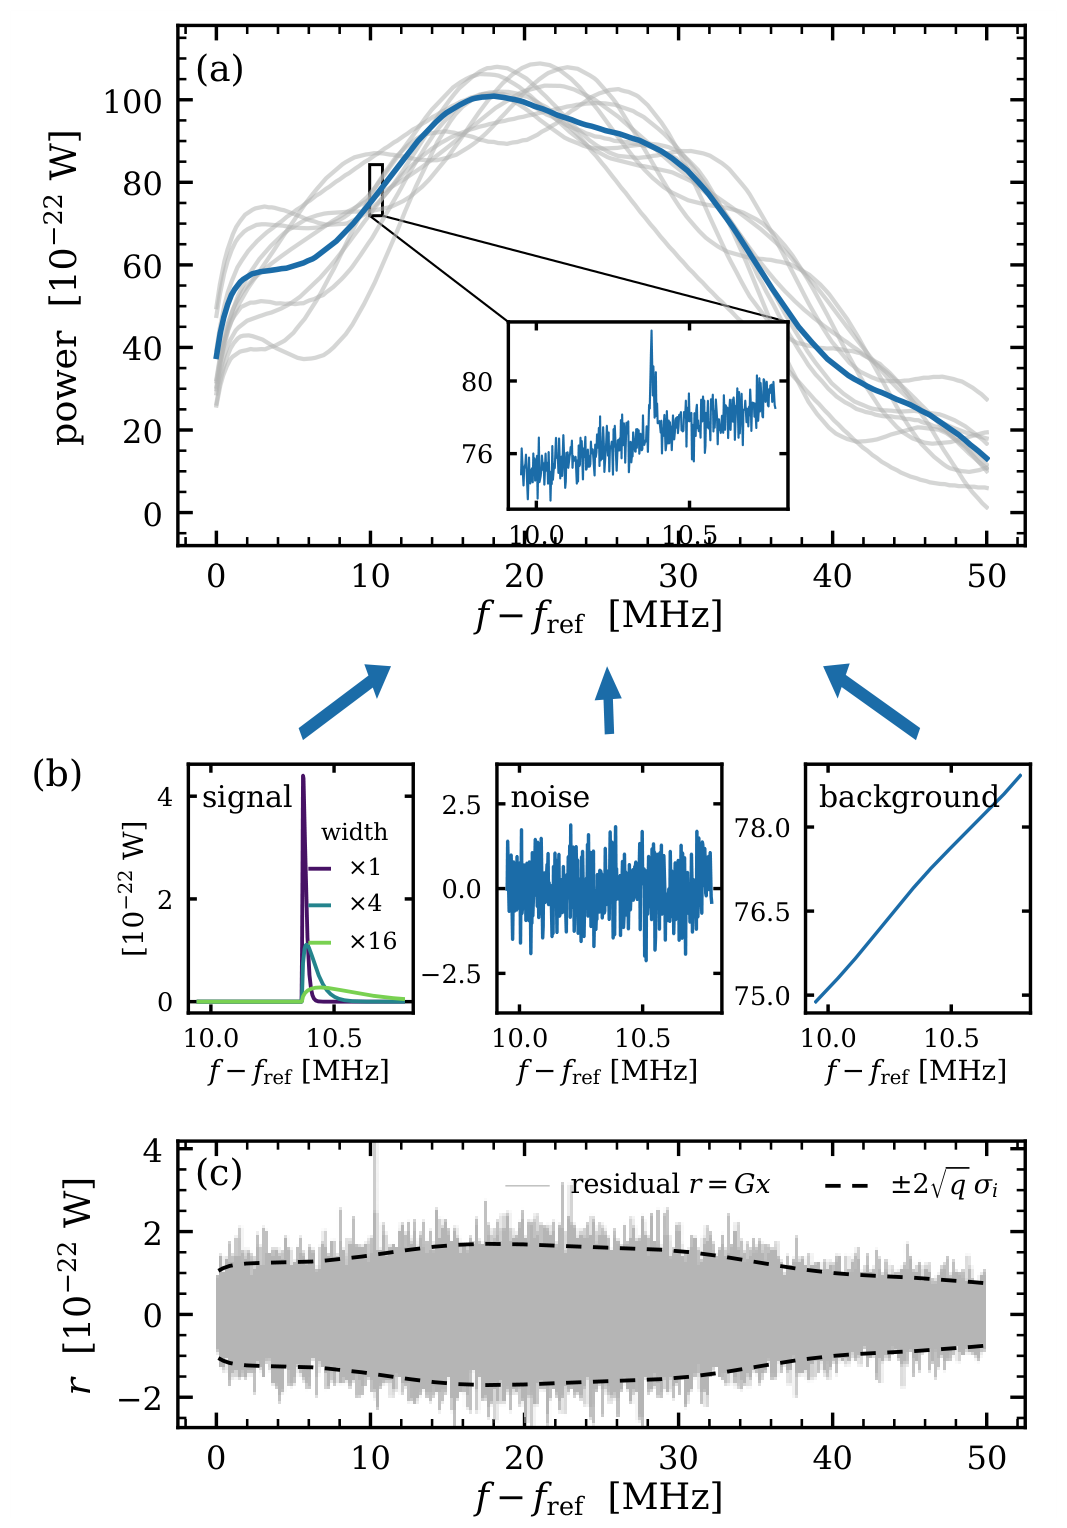 (a)
power [10⁻²² W]
100
80
60
40
20
0
80
76
10.0 10.5
0 10 20 30 40 50
f − f_ref [MHz]
(b)
signal
width
×1
×4
×16
[10⁻²² W]
4
2
0
10.0 10.5
f − f_ref [MHz]
noise
2.5
0.0
−2.5
10.0 10.5
f − f_ref [MHz]
background
78.0
76.5
75.0
10.0 10.5
f − f_ref [MHz]
(c)
residual r = Gx
±2√q σ_i
r [10⁻²² W]
4
2
0
−2
0 10 20 30 40 50
f − f_ref [MHz]